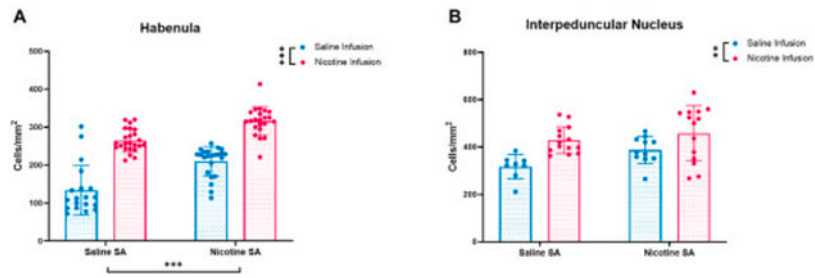 A
Habenula
Saline Infusion
Nicotine Infusion
***
500
400
300
200
100
0
Cells/mm²
Saline SA
Nicotine SA
***
B
Interpeduncular Nucleus
Saline Infusion
Nicotine Infusion
**
800
600
400
200
0
Cells/mm²
Saline SA
Nicotine SA